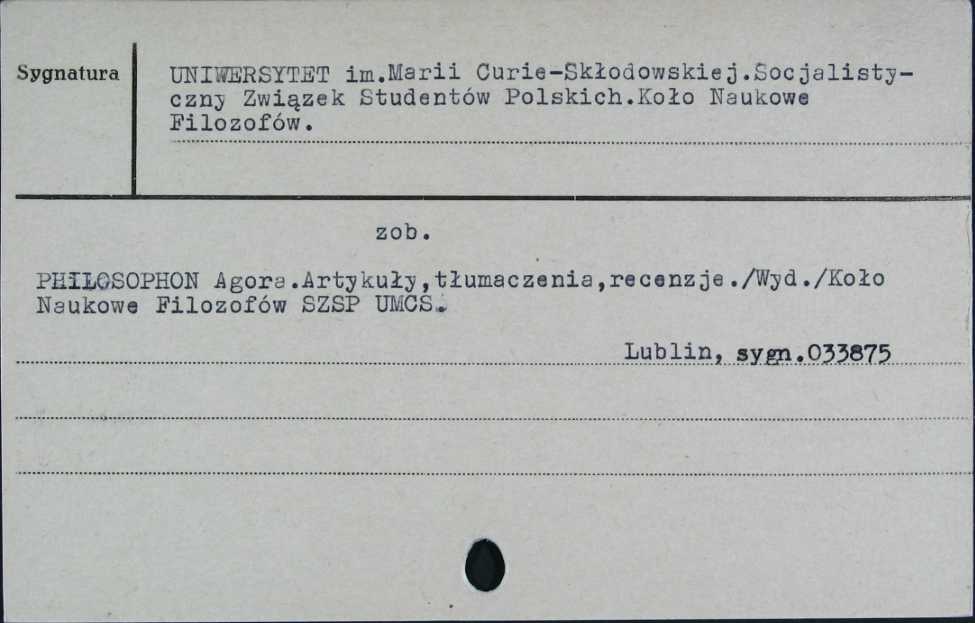 Sygnatura
UNIWERSYTET im.Marii Curie-Skłodowskiej.Socjalisty-
czny Związek Studentów Polskich.Koło Naukowe
Filozofów.
zob.
PHILOSOPHON Agora.Artykuły,tłumaczenia,recenzje./Wyd./Koło
Naukowe Filozofów SZSP UMCS.
Lublin, sygn.033875